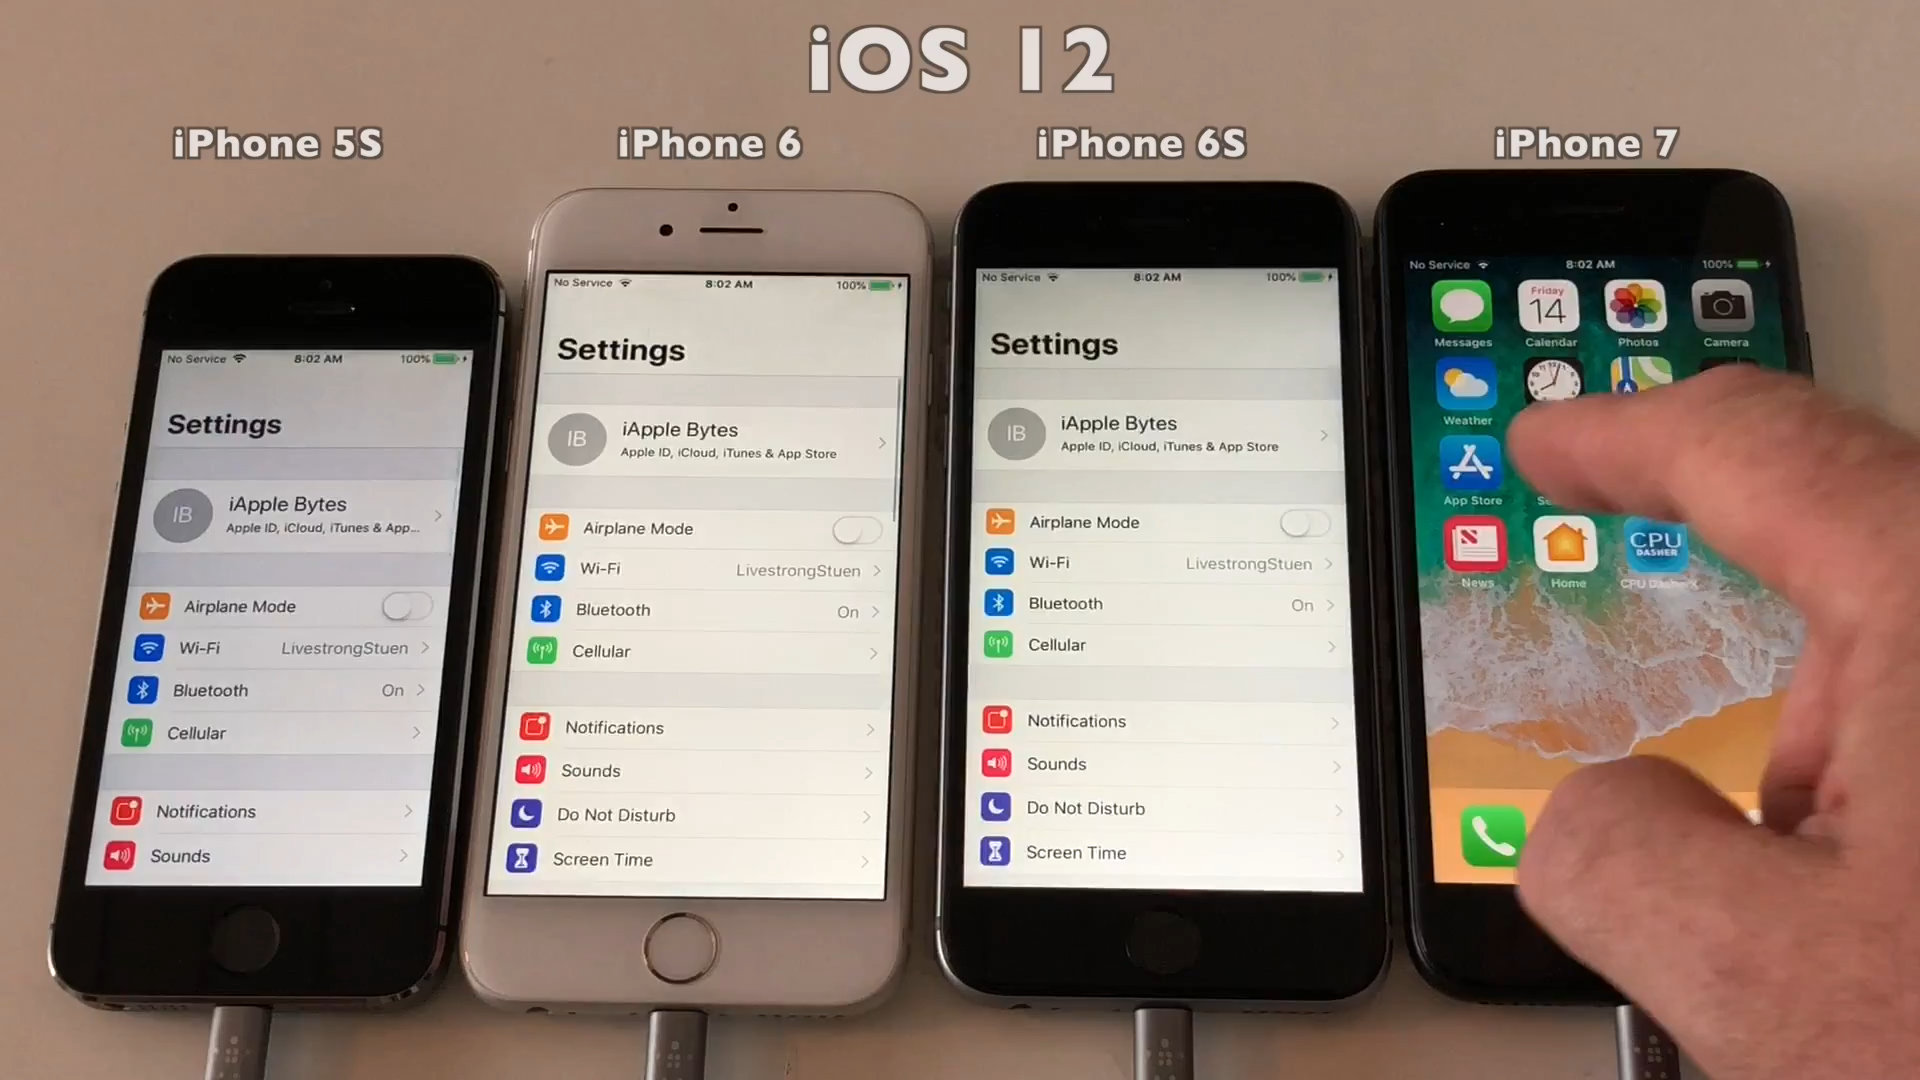 iOS 12
iPhone 5S
iPhone 6
iPhone 6S
iPhone 7
No Service 8:02 AM 100%
Settings
IB
iApple Bytes
Apple ID, iCloud, iTunes & App...
Airplane Mode
Wi-Fi LivestrongStuen
Bluetooth On
Cellular
Notifications
Sounds
No Service 8:02 AM 100%
Settings
IB
iApple Bytes
Apple ID, iCloud, iTunes & App Store
Airplane Mode
Wi-Fi LivestrongStuen
Bluetooth On
Cellular
Notifications
Sounds
Do Not Disturb
Screen Time
No Service 8:02 AM 100%
Settings
IB
iApple Bytes
Apple ID, iCloud, iTunes & App Store
Airplane Mode
Wi-Fi LivestrongStuen
Bluetooth On
Cellular
Notifications
Sounds
Do Not Disturb
Screen Time
No Service 8:02 AM 100%
Friday
14
Messages Calendar Photos Camera
Weather
App Store
CPU
DASHER
News Home CPU DasherX